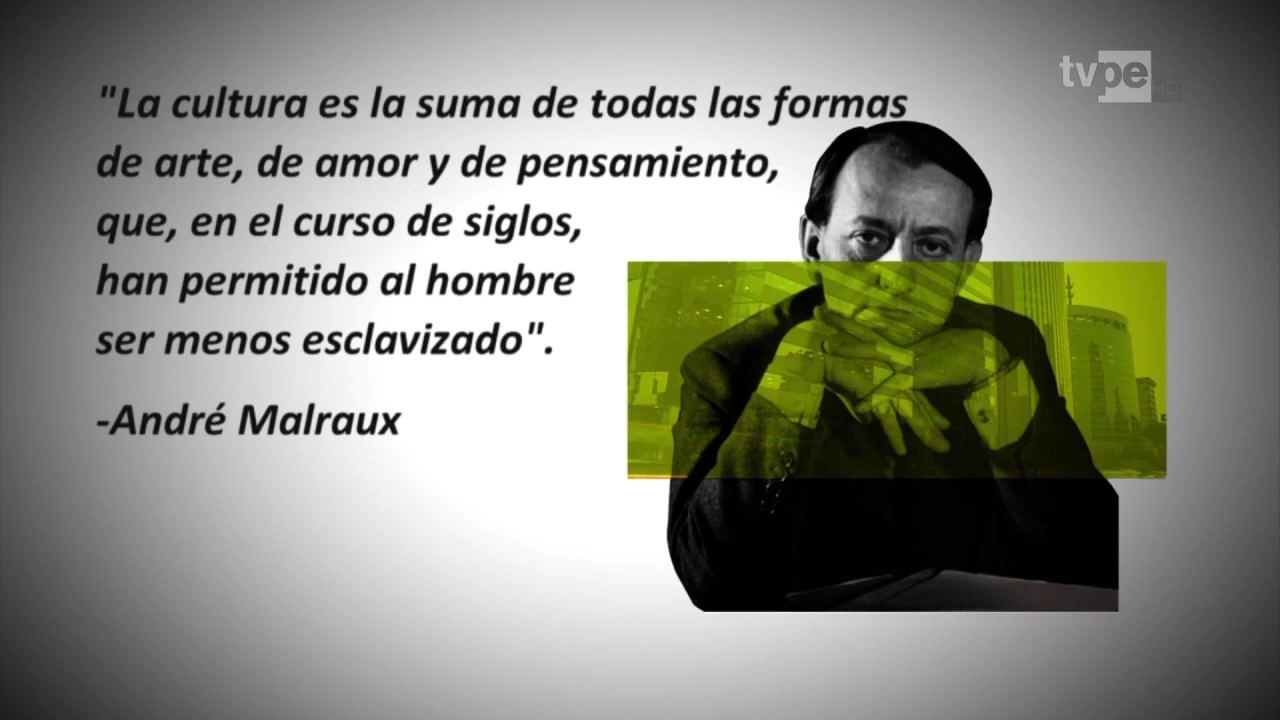 "La cultura es la suma de todas las formas
de arte, de amor y de pensamiento,
que, en el curso de siglos,
han permitido al hombre
ser menos esclavizado".
-André Malraux
tvpe HD